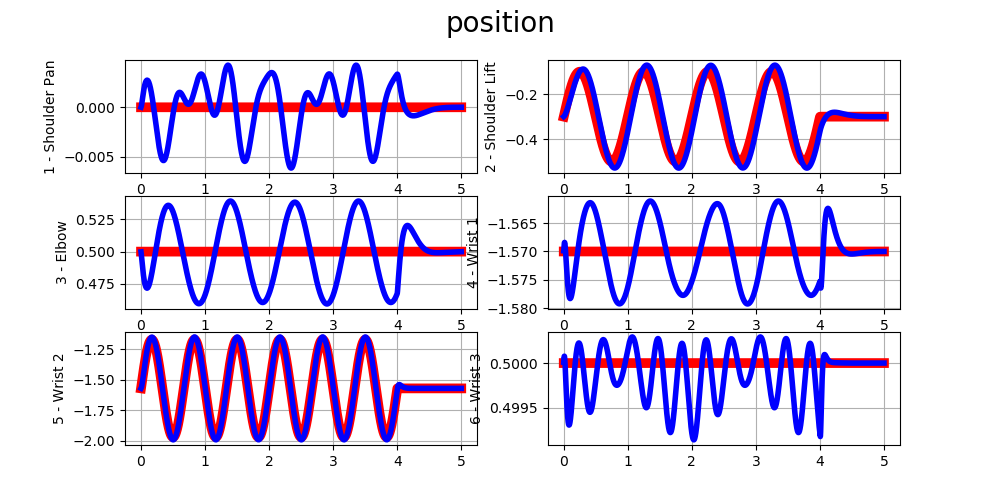 position
1 - Shoulder Pan
0.000
−0.005
0 1 2 3 4 5
2 - Shoulder Lift
−0.2
−0.4
0 1 2 3 4 5
3 - Elbow
0.525
0.500
0.475
0 1 2 3 4 5
4 - Wrist 1
−1.565
−1.570
−1.575
−1.580
0 1 2 3 4 5
5 - Wrist 2
−1.25
−1.50
−1.75
−2.00
0 1 2 3 4 5
6 - Wrist 3
0.5000
0.4995
0 1 2 3 4 5